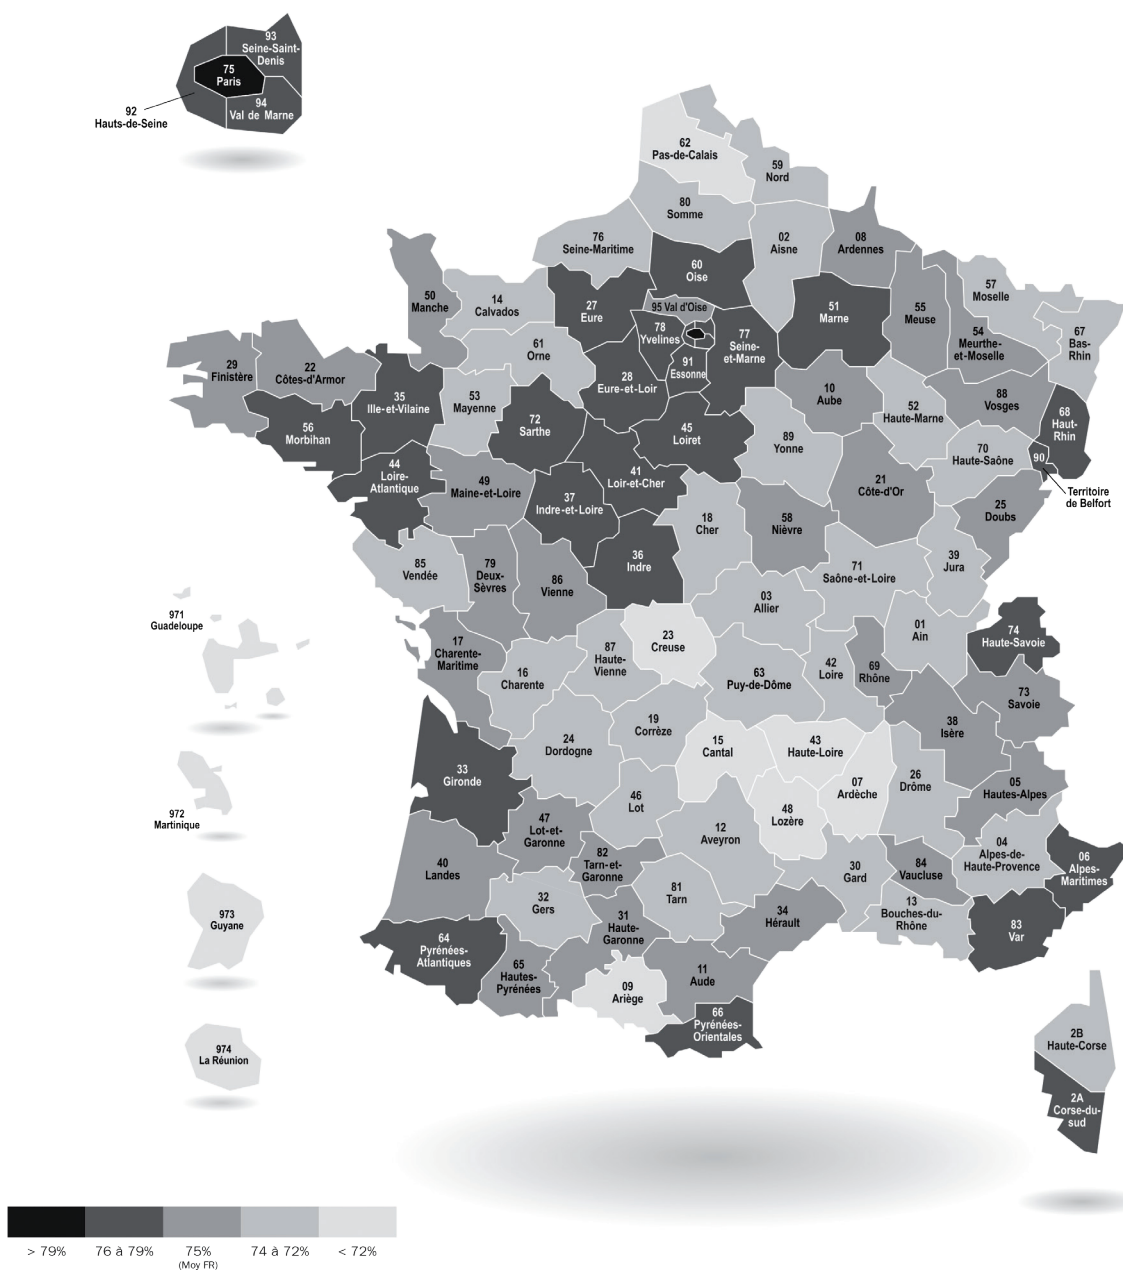 93
Seine-Saint-
Denis
75
Paris
94
Val de Marne
92
Hauts-de-Seine
62
Pas-de-Calais
59
Nord
80
Somme
76
Seine-Maritime
02
Aisne
08
Ardennes
60
Oise
57
Moselle
50
Manche
14
Calvados
27
Eure
95 Val d'Oise
51
Marne
55
Meuse
54
Meurthe-
et-Moselle
67
Bas-
Rhin
78
Yvelines
77
Seine-
et-Marne
91
Essonne
61
Orne
28
Eure-et-Loir
29
Finistère
22
Côtes-d'Armor
35
Ille-et-Vilaine
53
Mayenne
10
Aube
52
Haute-Marne
88
Vosges
68
Haut-
Rhin
56
Morbihan
72
Sarthe
45
Loiret
89
Yonne
70
Haute-Saône
90
Territoire
de Belfort
44
Loire-
Atlantique
49
Maine-et-Loire
41
Loir-et-Cher
37
Indre-et-Loire
21
Côte-d'Or
25
Doubs
18
Cher
58
Nièvre
36
Indre
39
Jura
85
Vendée
79
Deux-
Sèvres
86
Vienne
71
Saône-et-Loire
03
Allier
971
Guadeloupe
01
Ain
74
Haute-Savoie
17
Charente-
Maritime
23
Creuse
87
Haute-
Vienne
16
Charente
63
Puy-de-Dôme
42
Loire
69
Rhône
73
Savoie
19
Corrèze
38
Isère
24
Dordogne
15
Cantal
43
Haute-Loire
33
Gironde
07
Ardèche
26
Drôme
05
Hautes-Alpes
46
Lot
48
Lozère
972
Martinique
47
Lot-et-
Garonne
12
Aveyron
04
Alpes-de-
Haute-Provence
06
Alpes-
Maritimes
40
Landes
82
Tarn-et-
Garonne
30
Gard
84
Vaucluse
81
Tarn
32
Gers
13
Bouches-du-
Rhône
34
Hérault
31
Haute-
Garonne
973
Guyane
83
Var
64
Pyrénées-
Atlantiques
65
Hautes-
Pyrénées
11
Aude
09
Ariège
66
Pyrénées-
Orientales
974
La Réunion
2B
Haute-Corse
2A
Corse-du-
sud
> 79%
76 à 79%
75%
(Moy FR)
74 à 72%
< 72%